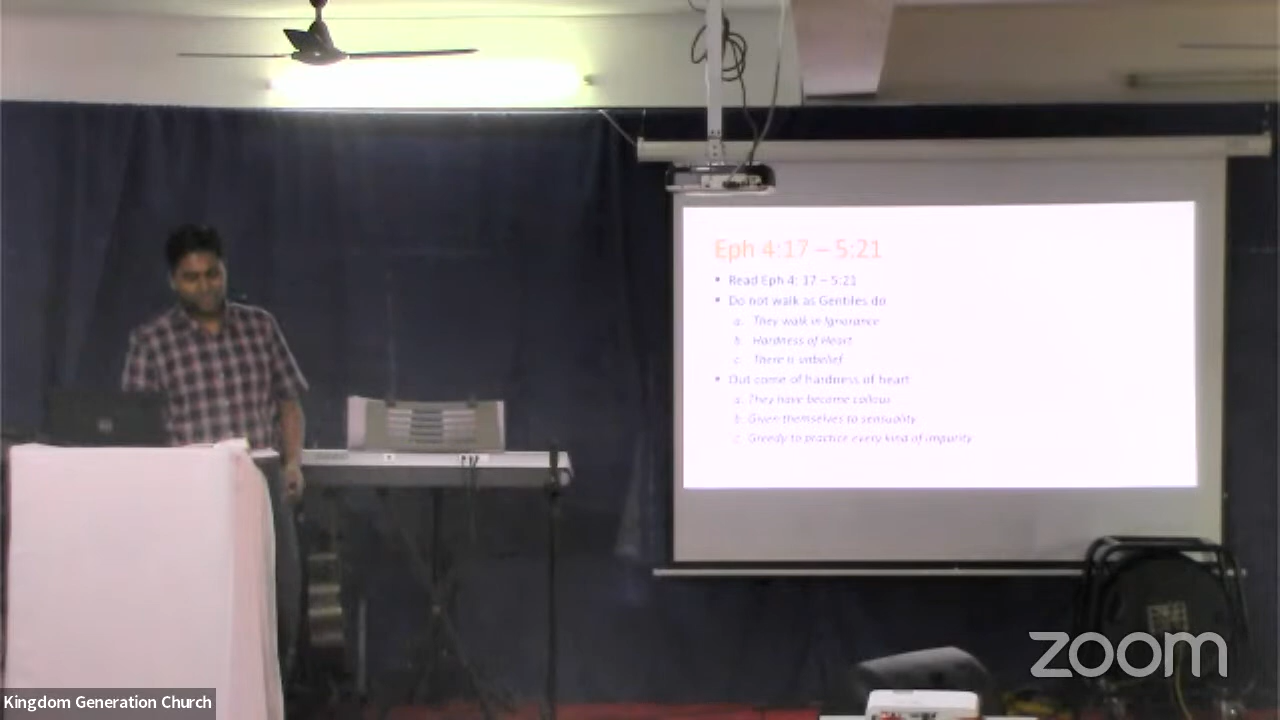 Eph 4:17 – 5:21
• Read Eph 4: 17 – 5:21
• Do not walk as Gentiles do
a. They walk in Ignorance
b. Hardness of Heart
c. There is unbelief
• Out come of hardness of heart
a. They have become callous
b. Given themselves to sensuality
c. Greedy to practice every kind of impurity
zoom
Kingdom Generation Church